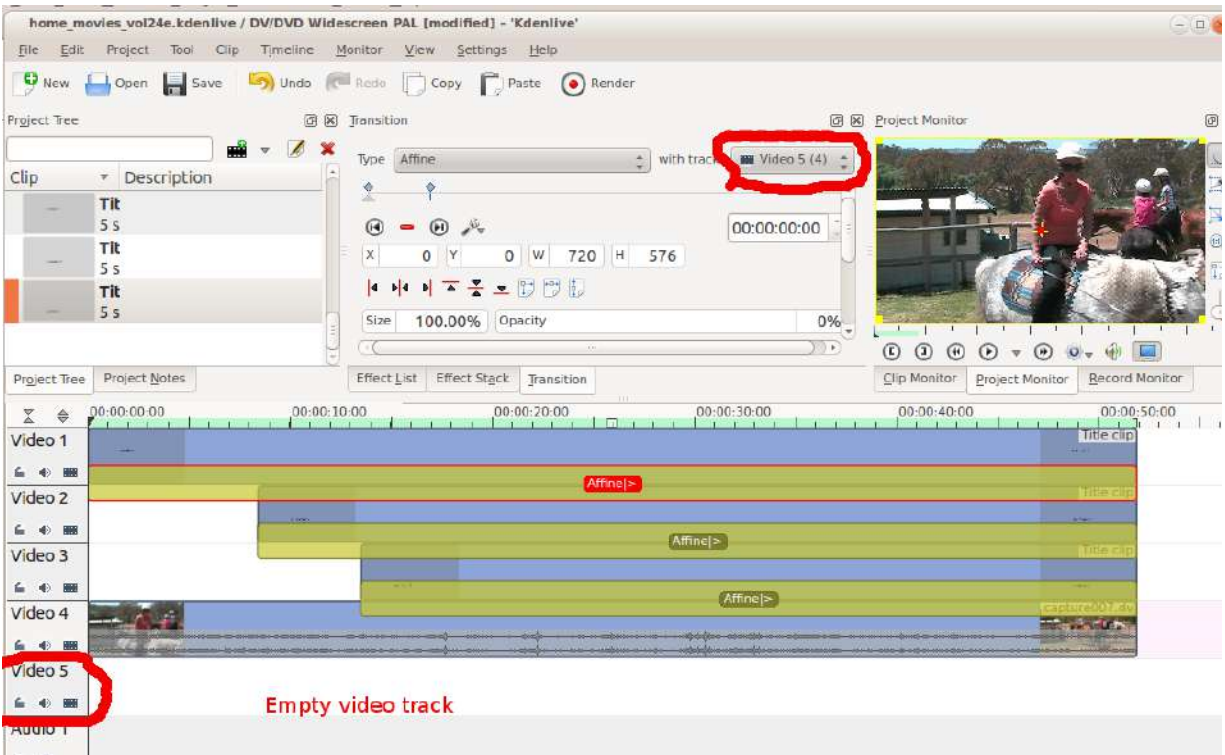 home_movies_vol24e.kdenlive / DV/DVD Widescreen PAL [modified] - 'Kdenlive'
File Edit Project Tool Clip Timeline Monitor View Settings Help
New Open Save Undo Redo Copy Paste Render
Project Tree Transition Project Monitor
Type Affine with track Video 5 (4)
Clip Description
Tit
5 s
Tit
5 s
Tit
5 s
00:00:00:00
X 0 Y 0 W 720 H 576
Size 100.00% Opacity 0%
Project Tree Project Notes Effect List Effect Stack Transition Clip Monitor Project Monitor Record Monitor
00:00:00:00 00:00:10:00 00:00:20:00 00:00:30:00 00:00:40:00 00:00:50:00
Video 1 Title clip
Affine|>
Video 2 Title clip
Affine|>
Video 3 Title clip
Affine|>
Video 4 capture007.dv
Video 5
Empty video track
Audio 1